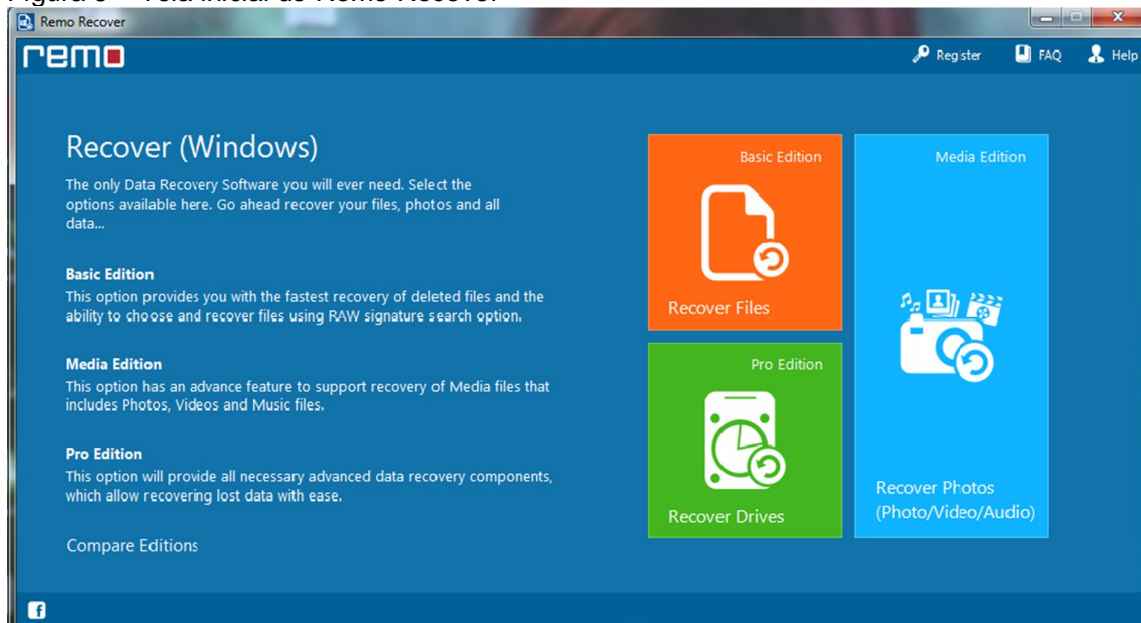 Remo Recover
remo
Register
FAQ
Help
Recover (Windows)
The only Data Recovery Software you will ever need. Select the
options available here. Go ahead recover your files, photos and all
data...
Basic Edition
This option provides you with the fastest recovery of deleted files and the
ability to choose and recover files using RAW signature search option.
Media Edition
This option has an advance feature to support recovery of Media files that
includes Photos, Videos and Music files.
Pro Edition
This option will provide all necessary advanced data recovery components,
which allow recovering lost data with ease.
Compare Editions
Basic Edition
Recover Files
Pro Edition
Recover Drives
Media Edition
Recover Photos
(Photo/Video/Audio)
f